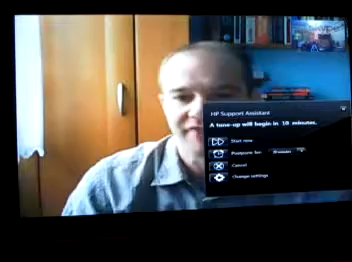 HP Support Assistant
A tune-up will begin in 10 minutes.
Start now
Postpone for:
Cancel
Change settings